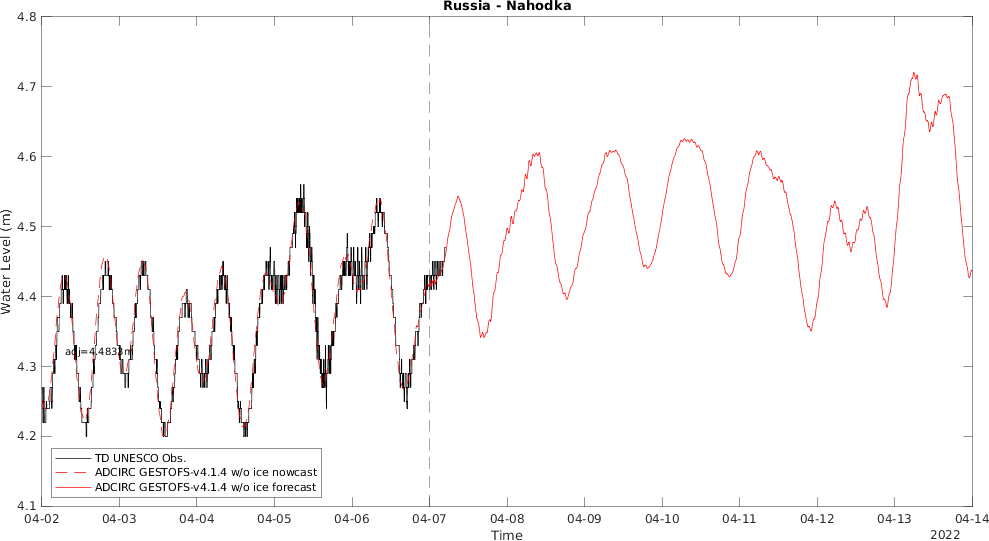 Russia - Nahodka
4.8
4.7
4.6
4.5
4.4
4.3
4.2
4.1
Water Level (m)
adj=4.4833m
TD UNESCO Obs.
ADCIRC GESTOFS-v4.1.4 w/o ice nowcast
ADCIRC GESTOFS-v4.1.4 w/o ice forecast
04-02 04-03 04-04 04-05 04-06 04-07 04-08 04-09 04-10 04-11 04-12 04-13 04-14
Time
2022